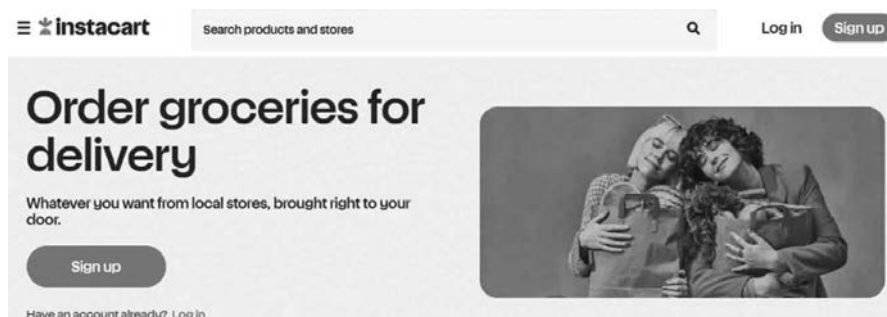 instacart
Search products and stores
Log in
Sign up
Order groceries for
delivery
Whatever you want from local stores, brought right to your
door.
Sign up
Have an account already? Log in